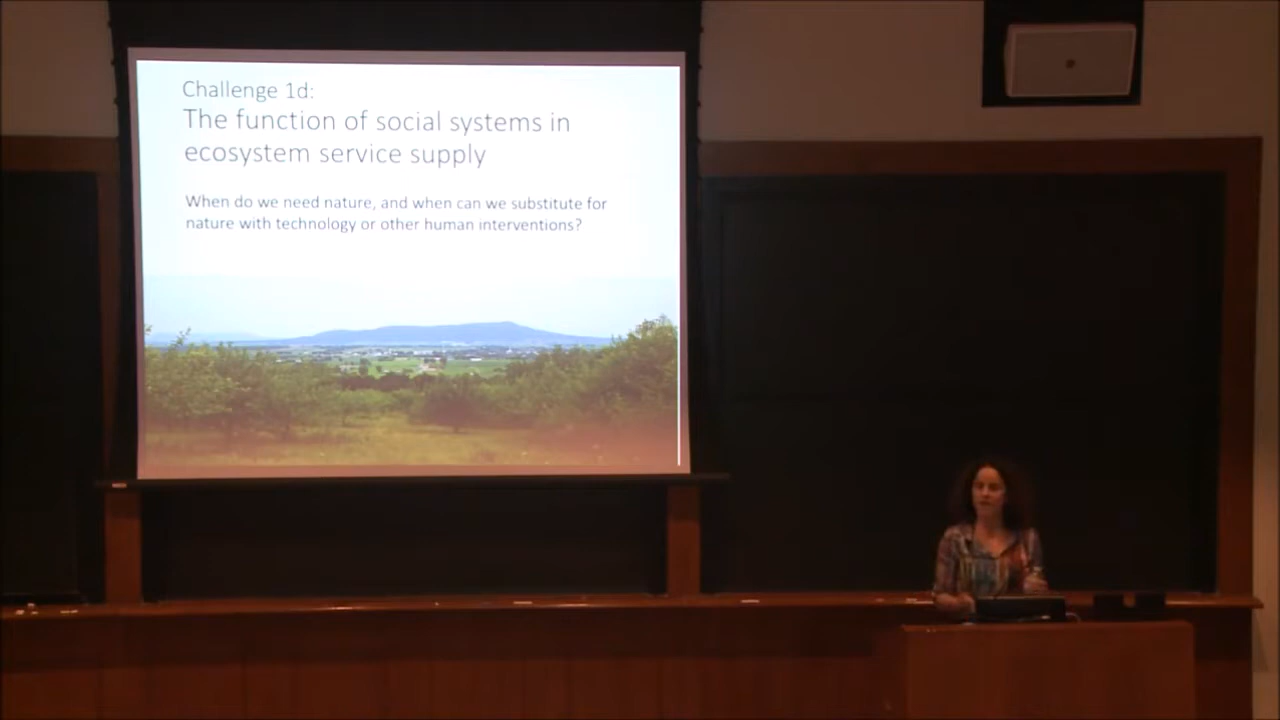 Challenge 1d:
The function of social systems in
ecosystem service supply
When do we need nature, and when can we substitute for
nature with technology or other human interventions?